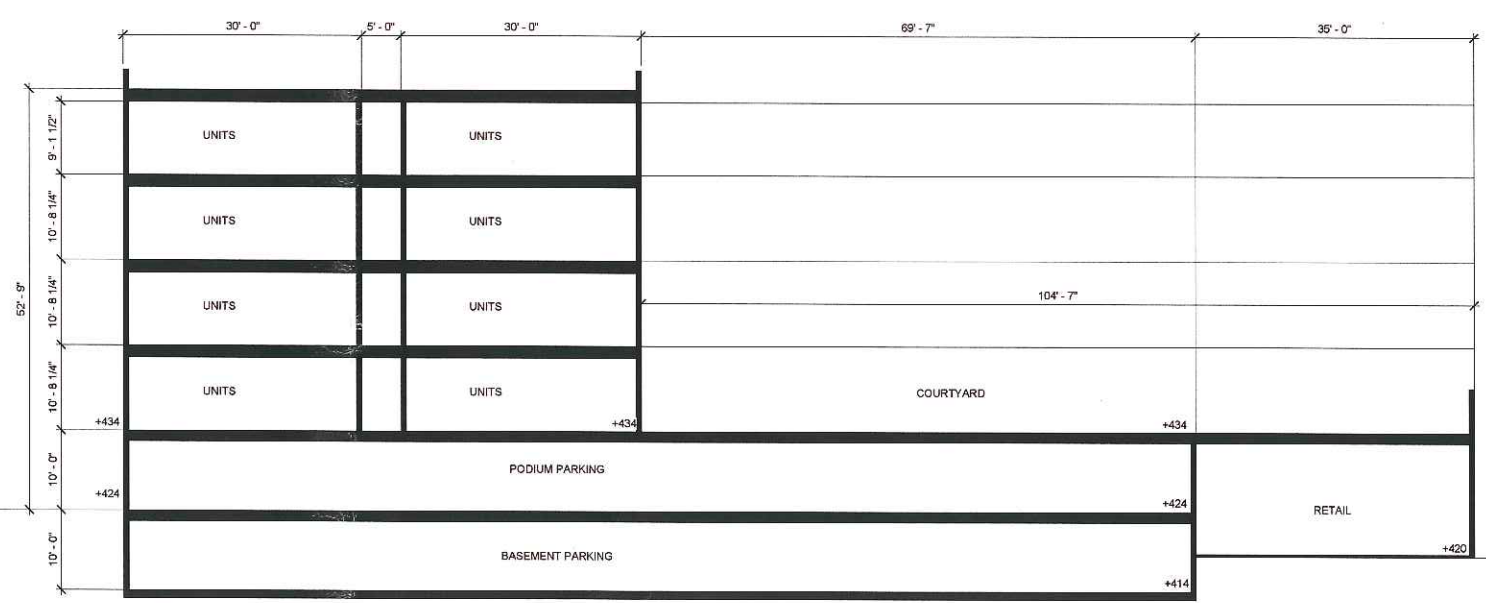 30' - 0" 5' - 0" 30' - 0" 69' - 7" 35' - 0"
9' - 1 1/2" UNITS UNITS
10' - 8 1/4" UNITS UNITS
52' - 9"
10' - 8 1/4" UNITS UNITS 104' - 7"
10' - 8 1/4" UNITS UNITS COURTYARD
+434 +434 +434
10' - 0" PODIUM PARKING
+424 +424 RETAIL
10' - 0" BASEMENT PARKING +420
+414